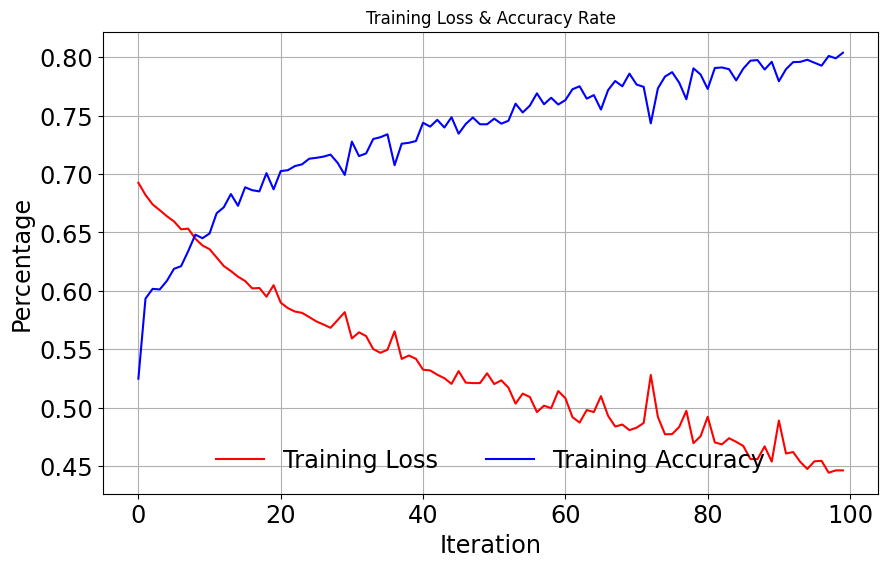 Training Loss & Accuracy Rate
0.80
0.75
0.70
0.65
0.60
0.55
0.50
0.45
Percentage
Training Loss Training Accuracy
0 20 40 60 80 100
Iteration